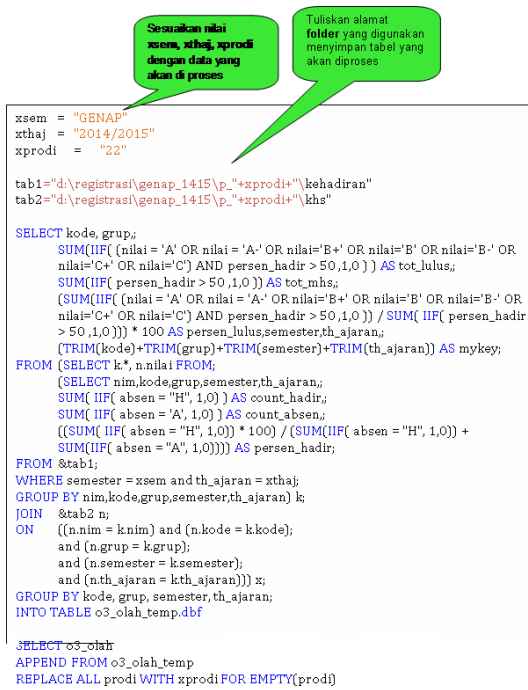 Sesuaikan nilai
xsem, xthaj, xprodi
dengan data yang
akan di proses
Tuliskan alamat
folder yang digunakan
menyimpan tabel yang
akan diproses
xsem = "GENAP"
xthaj = "2014/2015"
xprodi = "22"
tab1="d:\registrasi\genap_1415\p_"+xprodi+"\kehadiran"
tab2="d:\registrasi\genap_1415\p_"+xprodi+"\khs"
SELECT kode, grup,;
SUM(IIF( (nilai = 'A' OR nilai = 'A-' OR nilai='B+' OR nilai='B' OR nilai='B-' OR
nilai='C+' OR nilai='C') AND persen_hadir > 50 ,1,0 ) ) AS tot_lulus,;
SUM(IIF( persen_hadir > 50 ,1,0 )) AS tot_mhs,;
(SUM(IIF( (nilai = 'A' OR nilai = 'A-' OR nilai='B+' OR nilai='B' OR nilai='B-' OR
nilai='C+' OR nilai='C') AND persen_hadir > 50 ,1,0 )) / SUM( IIF( persen_hadir
> 50 ,1,0 ))) * 100 AS persen_lulus,semester,th_ajaran,;
(TRIM(kode)+TRIM(grup)+TRIM(semester)+TRIM(th_ajaran)) AS mykey;
FROM (SELECT k.*, n.nilai FROM;
(SELECT nim,kode,grup,semester,th_ajaran,;
SUM( IIF( absen = "H", 1,0) ) AS count_hadir,;
SUM( IIF( absen = 'A', 1,0) ) AS count_absen,;
((SUM( IIF( absen = "H", 1,0)) * 100) / (SUM(IIF( absen = "H", 1,0)) +
SUM(IIF( absen = "A", 1,0)))) AS persen_hadir;
FROM &tab1;
WHERE semester = xsem and th_ajaran = xthaj;
GROUP BY nim,kode,grup,semester,th_ajaran) k;
JOIN &tab2 n;
ON ((n.nim = k.nim) and (n.kode = k.kode);
and (n.grup = k.grup);
and (n.semester = k.semester);
and (n.th_ajaran = k.th_ajaran))) x;
GROUP BY kode, grup, semester, th_ajaran;
INTO TABLE o3_olah_temp.dbf
SELECT o3_olah
APPEND FROM o3_olah_temp
REPLACE ALL prodi WITH xprodi FOR EMPTY(prodi)